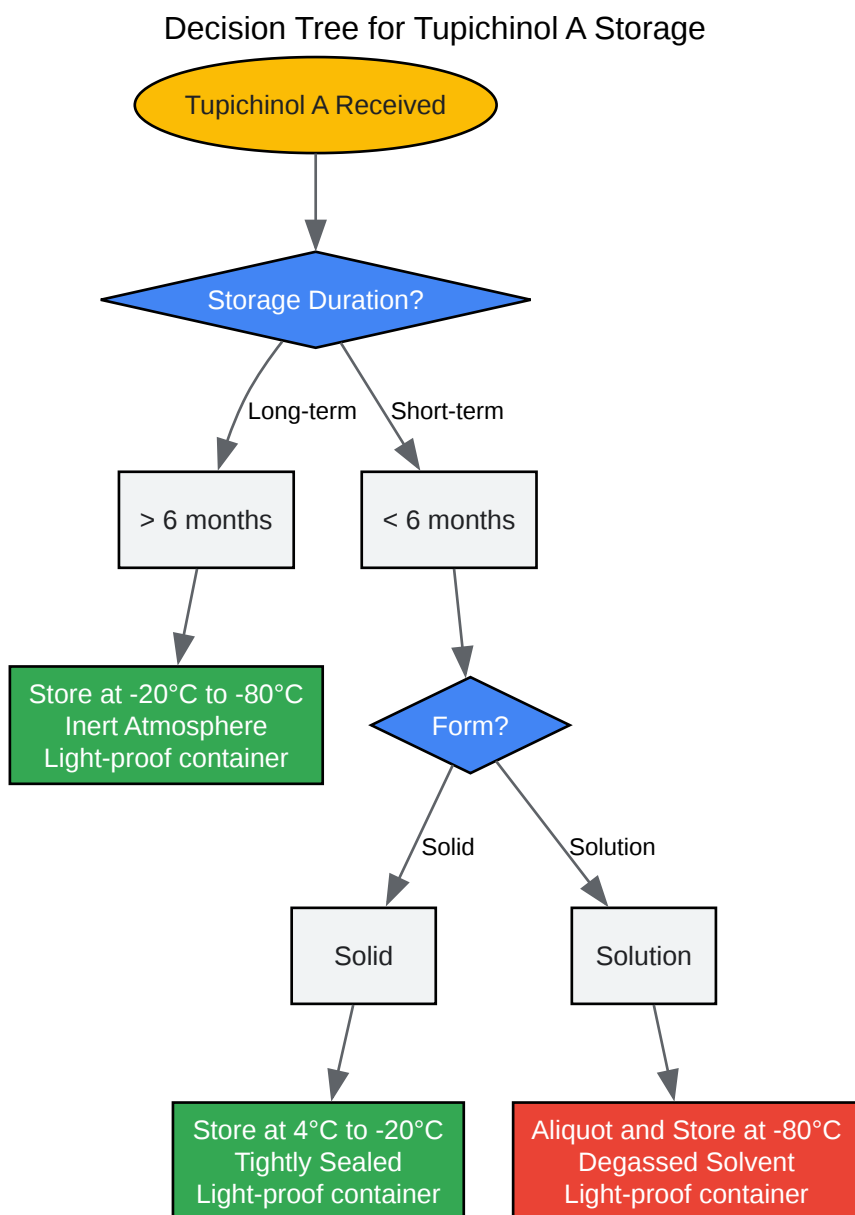 Decision Tree for Tupichinol A Storage
Tupichinol A Received
Storage Duration?
Long-term
Short-term
> 6 months
< 6 months
Store at -20°C to -80°C
Inert Atmosphere
Light-proof container
Form?
Solid
Solution
Solid
Solution
Store at 4°C to -20°C
Tightly Sealed
Light-proof container
Aliquot and Store at -80°C
Degassed Solvent
Light-proof container